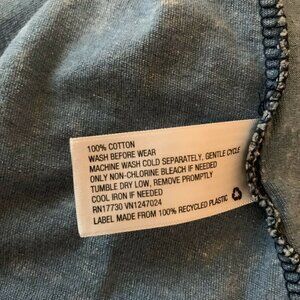 100% COTTON
WASH BEFORE WEAR
MACHINE WASH COLD SEPARATELY, GENTLE CYCLE
ONLY NON-CHLORINE BLEACH IF NEEDED
TUMBLE DRY LOW, REMOVE PROMPTLY
COOL IRON IF NEEDED
RN17730 VN1247024
LABEL MADE FROM 100% RECYCLED PLASTIC